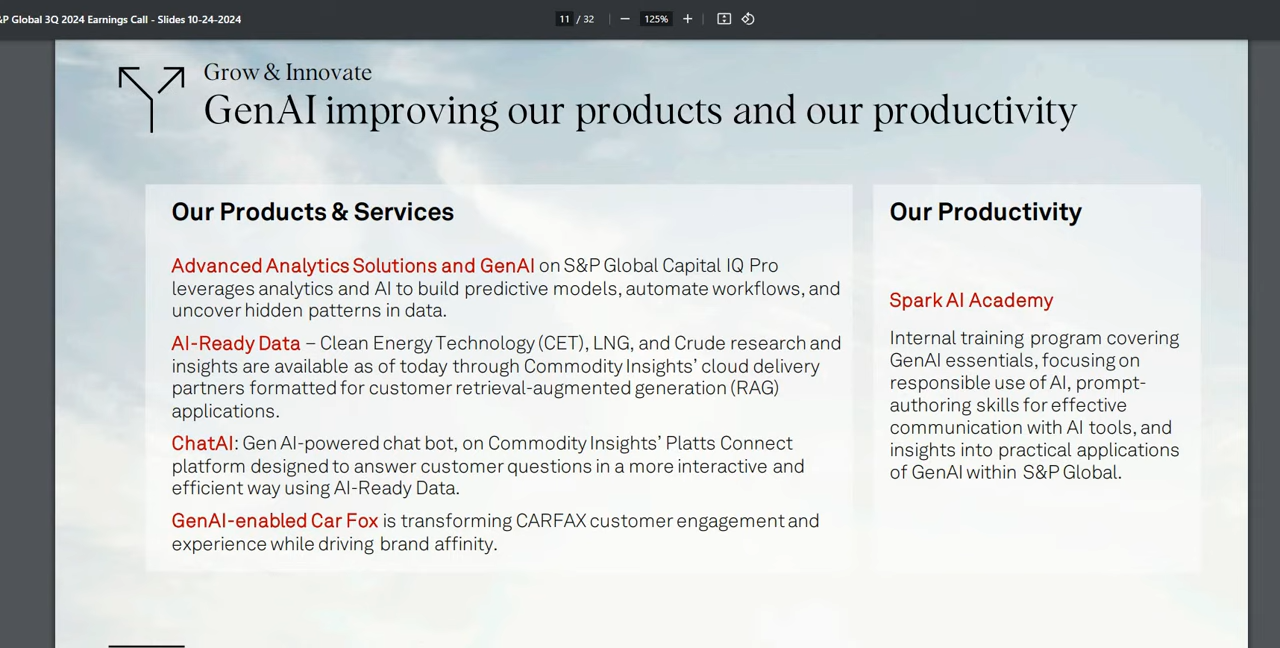 &P Global 3Q 2024 Earnings Call - Slides 10-24-2024
11 / 32
125%
Grow & Innovate
GenAI improving our products and our productivity
Our Products & Services
Advanced Analytics Solutions and GenAI on S&P Global Capital IQ Pro
leverages analytics and AI to build predictive models, automate workflows, and
uncover hidden patterns in data.
AI-Ready Data – Clean Energy Technology (CET), LNG, and Crude research and
insights are available as of today through Commodity Insights’ cloud delivery
partners formatted for customer retrieval-augmented generation (RAG)
applications.
ChatAI: Gen AI-powered chat bot, on Commodity Insights’ Platts Connect
platform designed to answer customer questions in a more interactive and
efficient way using AI-Ready Data.
GenAI-enabled Car Fox is transforming CARFAX customer engagement and
experience while driving brand affinity.
Our Productivity
Spark AI Academy
Internal training program covering
GenAI essentials, focusing on
responsible use of AI, prompt-
authoring skills for effective
communication with AI tools, and
insights into practical applications
of GenAI within S&P Global.